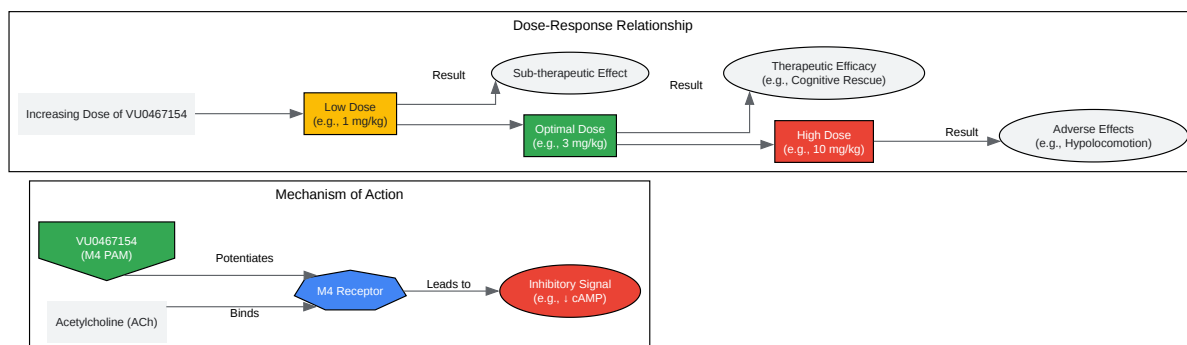 Dose-Response Relationship
Increasing Dose of VU0467154
Low Dose
(e.g., 1 mg/kg)
Result
Sub-therapeutic Effect
Optimal Dose
(e.g., 3 mg/kg)
Result
Therapeutic Efficacy
(e.g., Cognitive Rescue)
High Dose
(e.g., 10 mg/kg)
Result
Adverse Effects
(e.g., Hypolocomotion)
Mechanism of Action
VU0467154
(M4 PAM)
Potentiates
Acetylcholine (ACh)
Binds
M4 Receptor
Leads to
Inhibitory Signal
(e.g., ↓ cAMP)